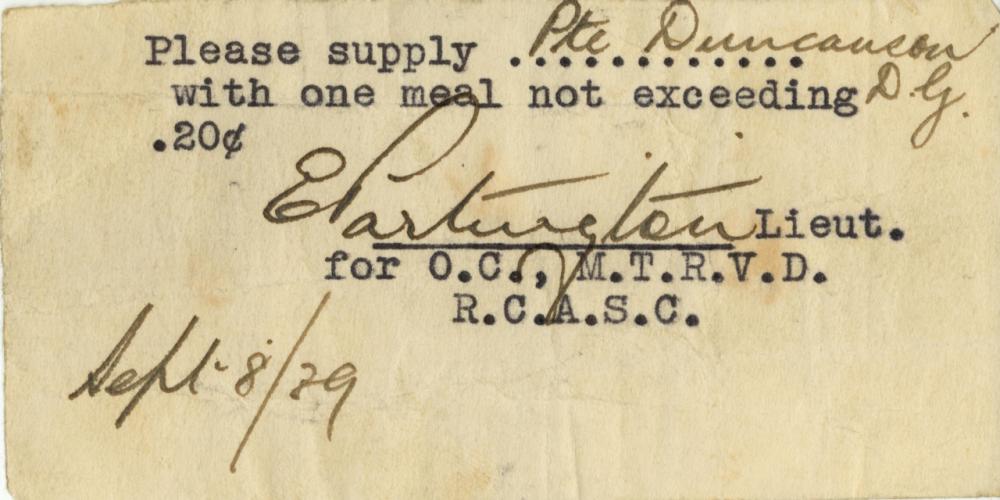 Please supply ............ Pte Duncanson
with one meal not exceeding D.G.
.20¢
E Partington Lieut.
for O.C., M.T.R.V.D.
R.C.A.S.C.
Sept 8/39